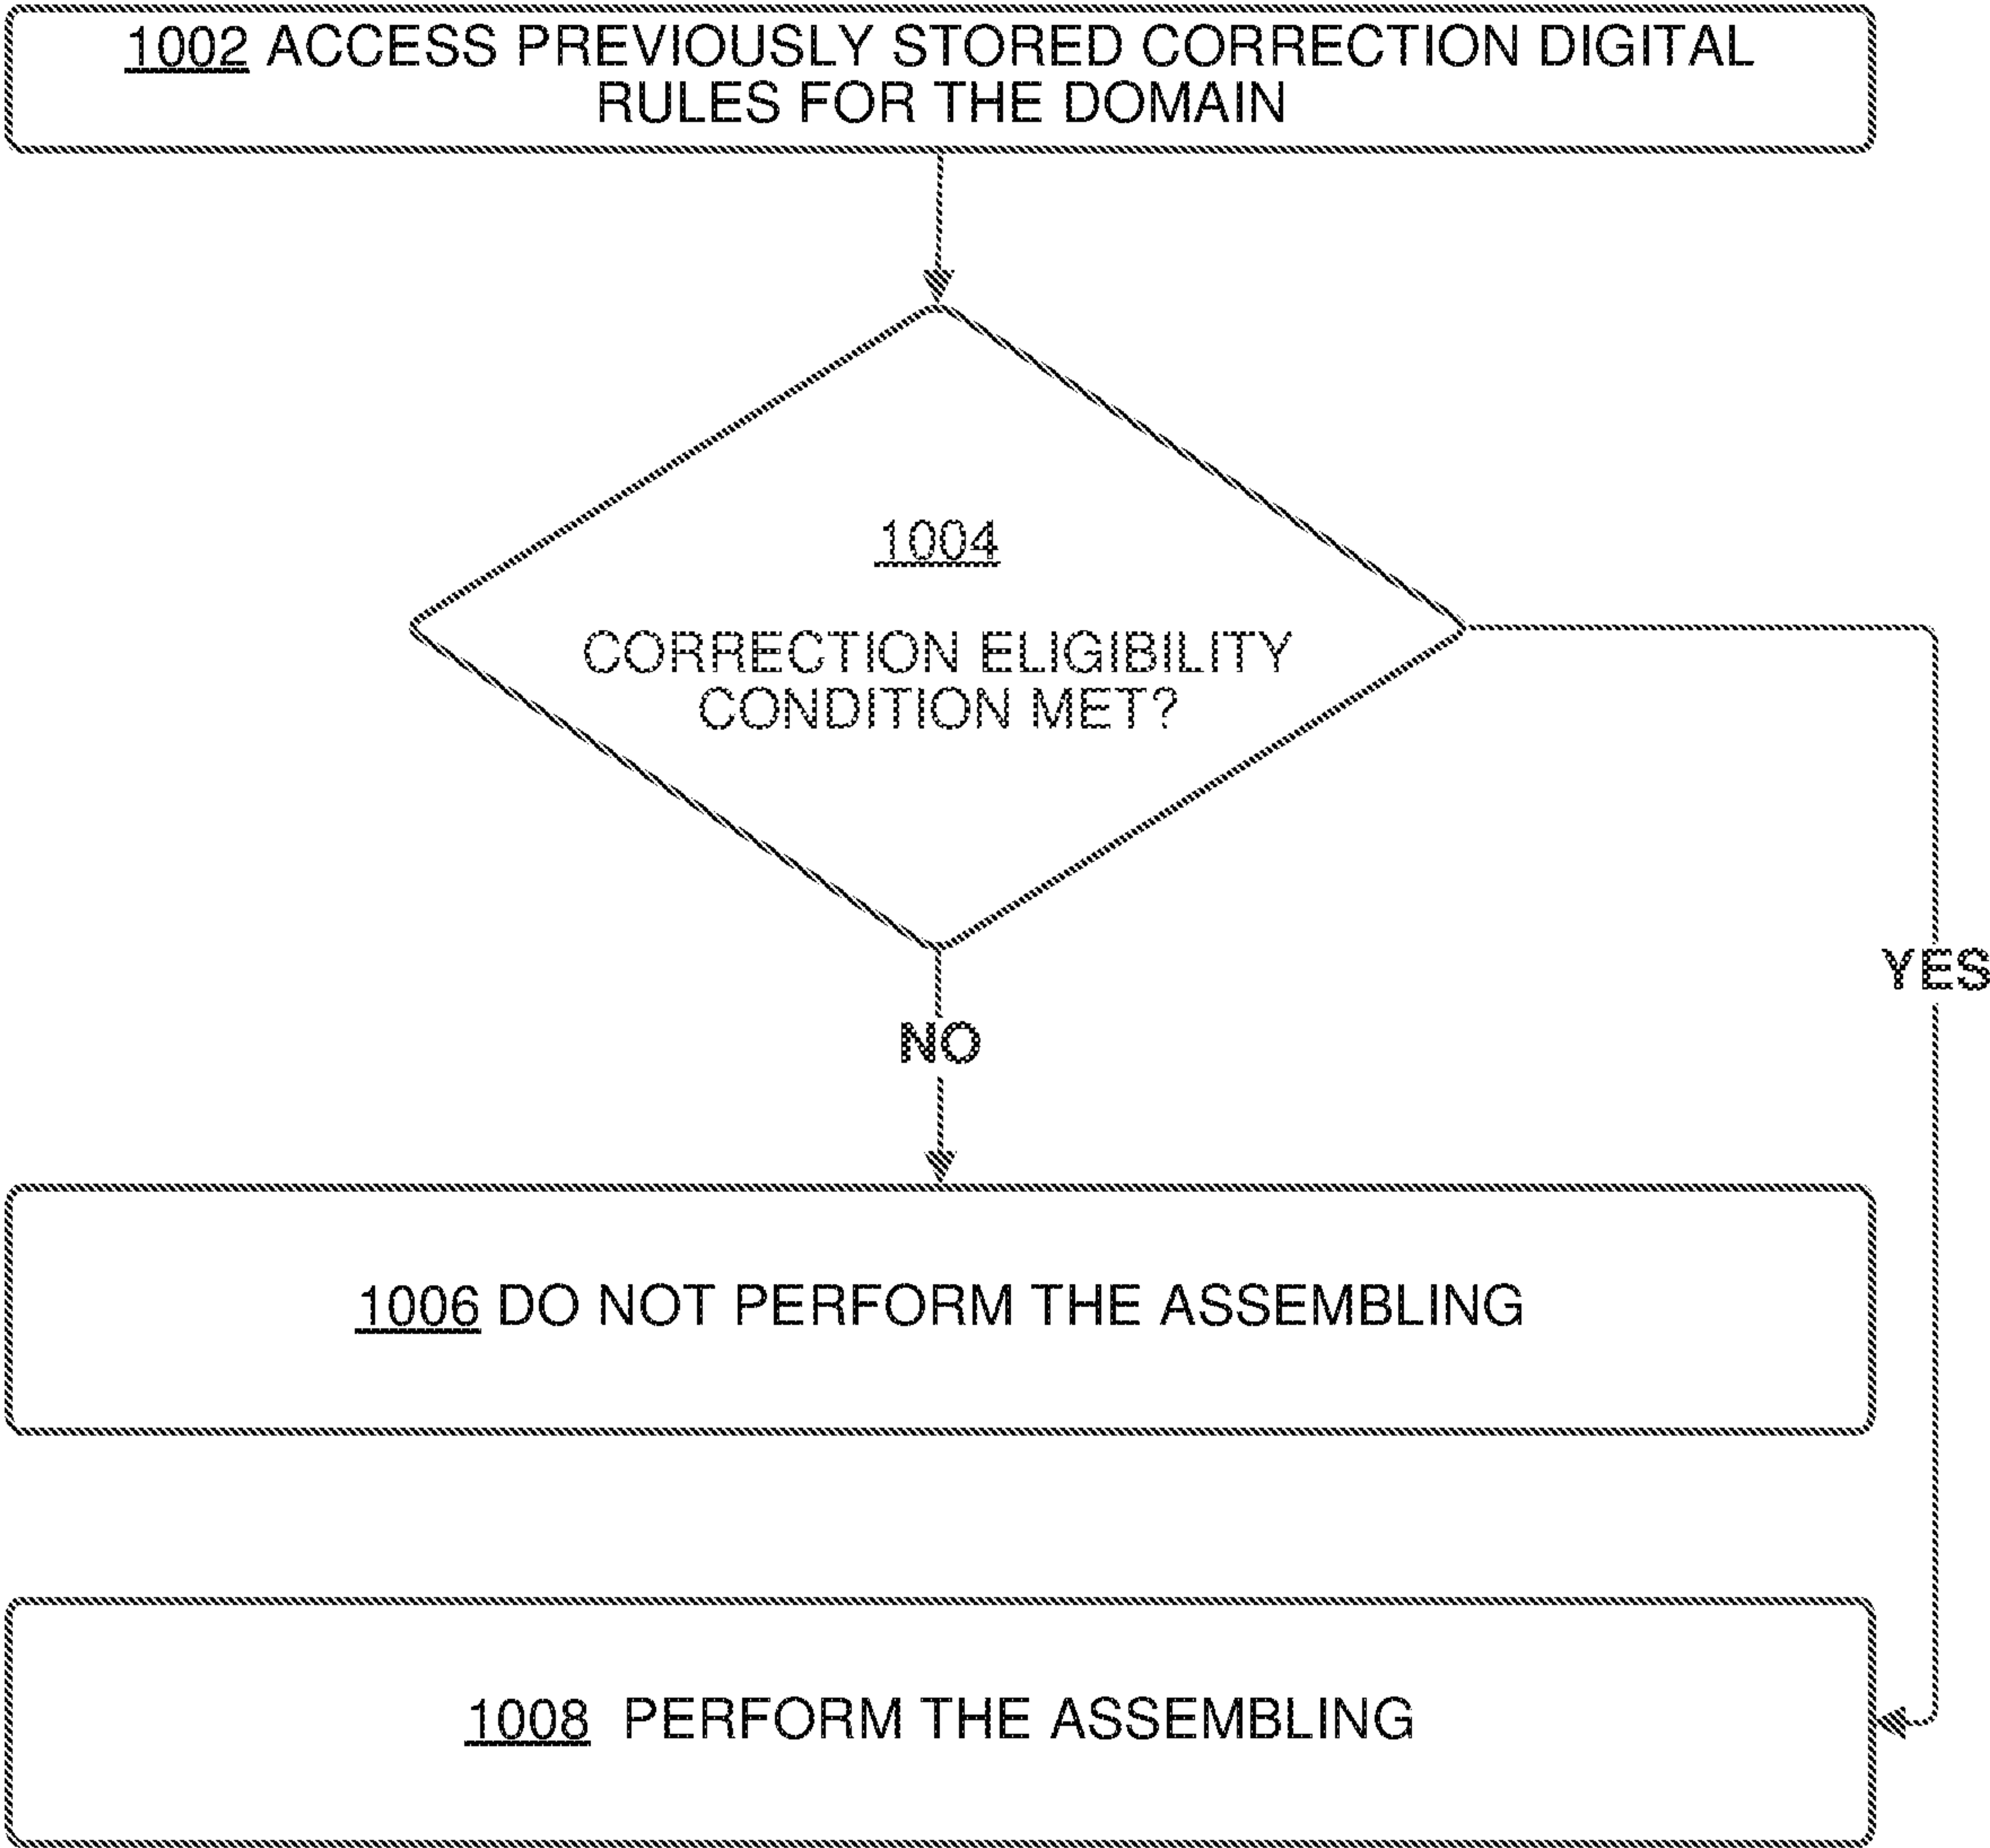 1002 ACCESS PREVIOUSLY STORED CORRECTION DIGITAL
RULES FOR THE DOMAIN
1004
CORRECTION ELIGIBILITY
CONDITION MET?
YES
NO
1006 DO NOT PERFORM THE ASSEMBLING
1008 PERFORM THE ASSEMBLING